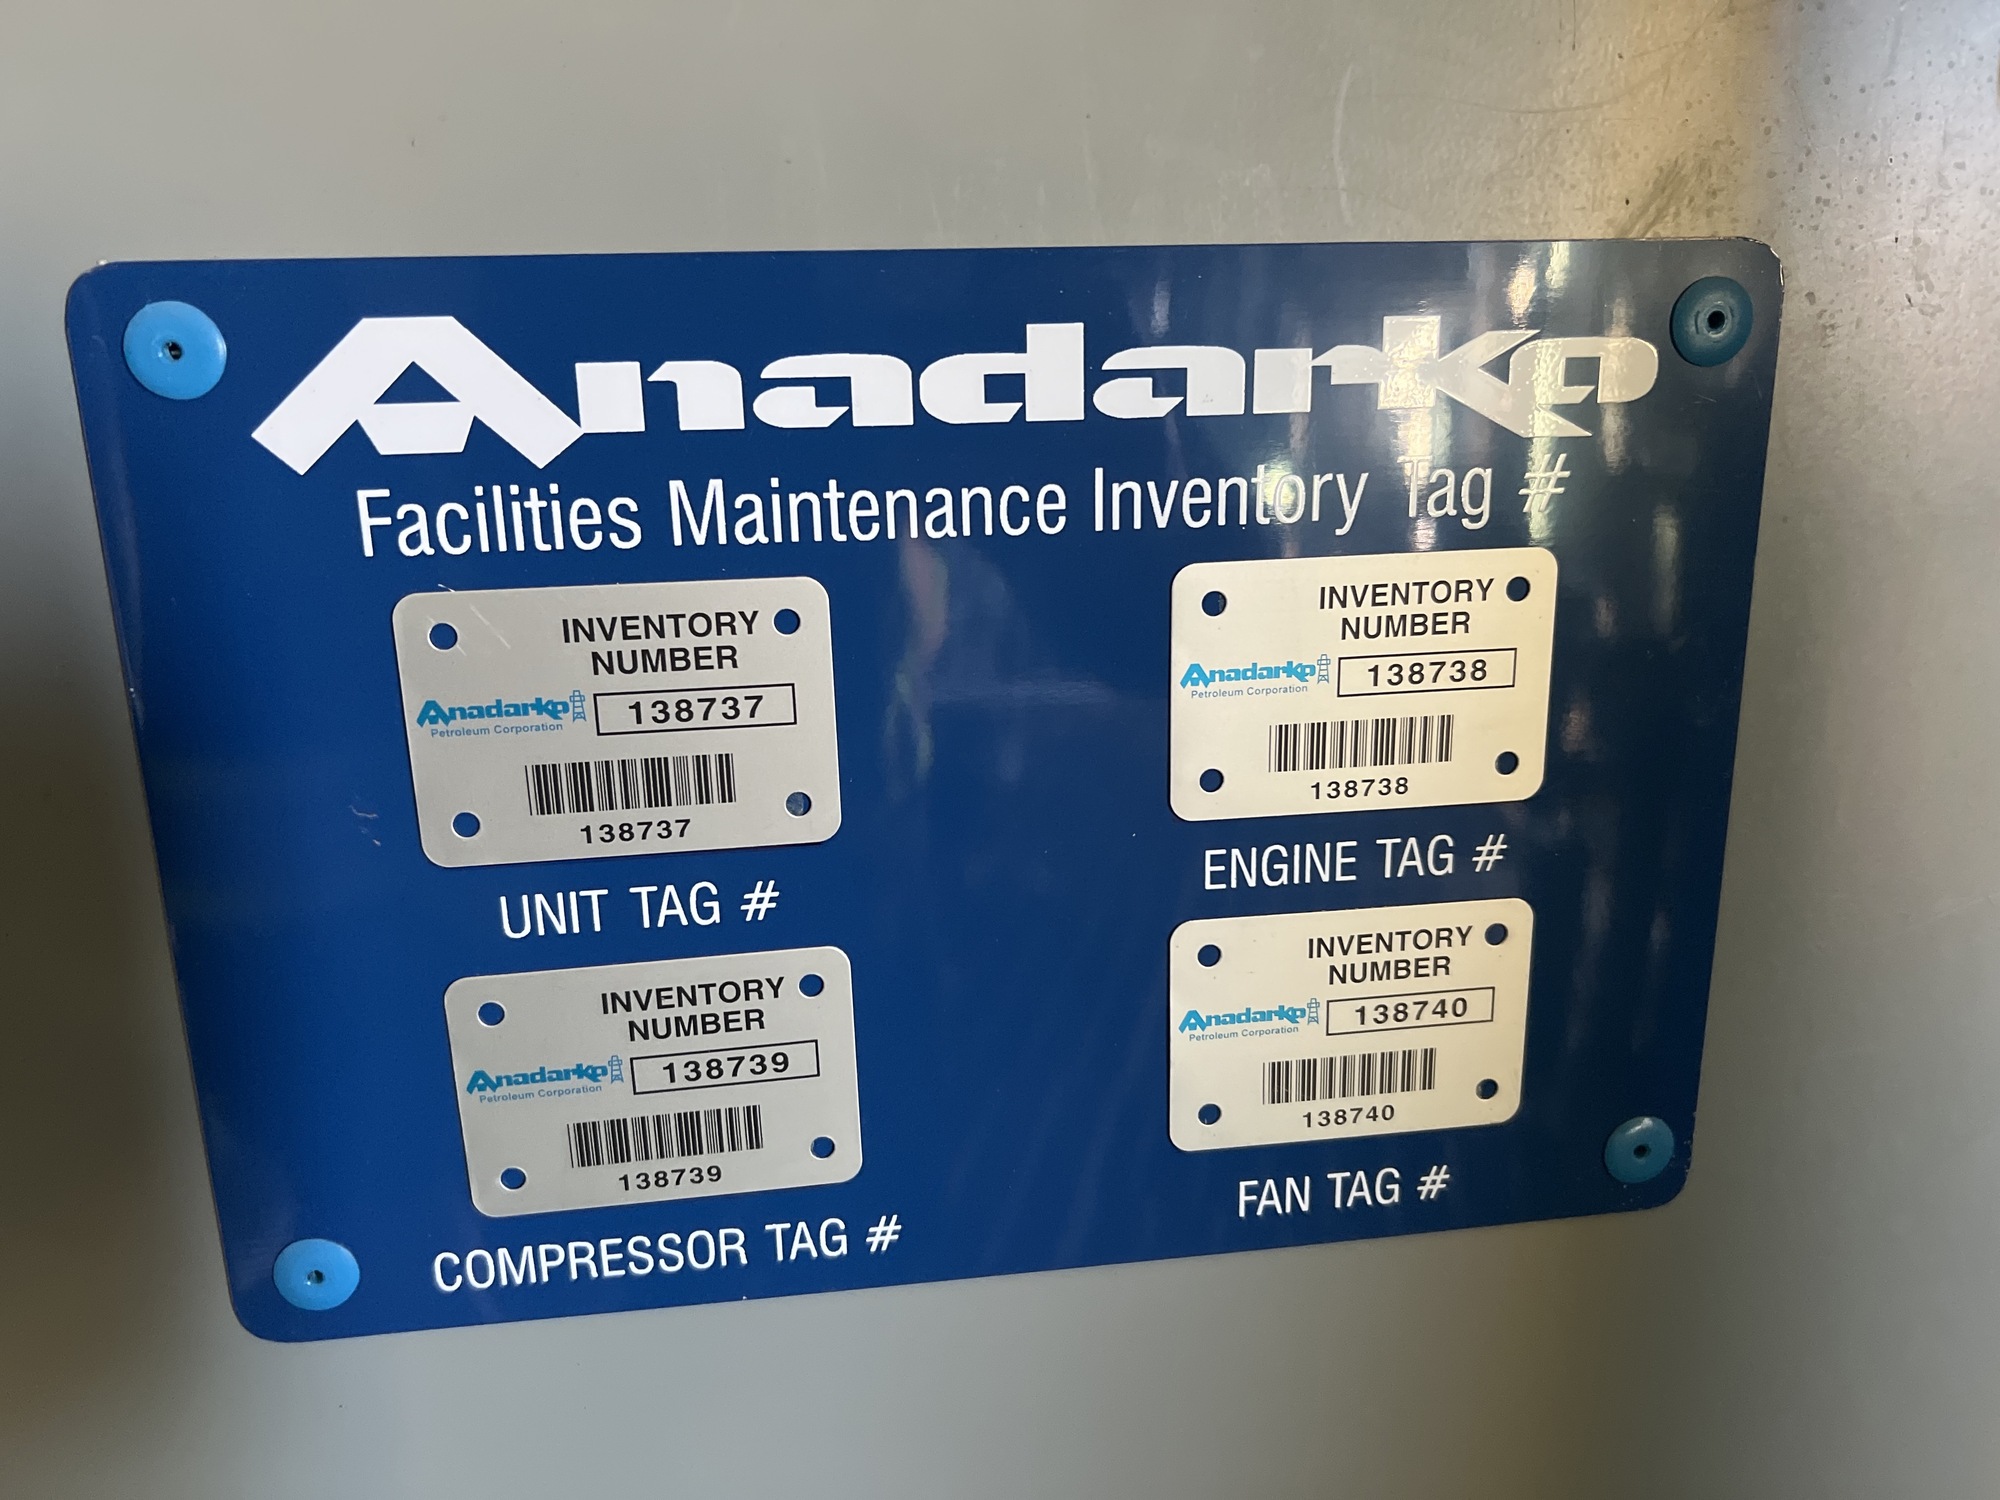 Anadarko
Facilities Maintenance Inventory Tag #
INVENTORY
NUMBER
Anadarko
Petroleum Corporation
138737
138737
UNIT TAG #
INVENTORY
NUMBER
Anadarko
Petroleum Corporation
138738
138738
ENGINE TAG #
INVENTORY
NUMBER
Anadarko
Petroleum Corporation
138739
138739
COMPRESSOR TAG #
INVENTORY
NUMBER
Anadarko
Petroleum Corporation
138740
138740
FAN TAG #